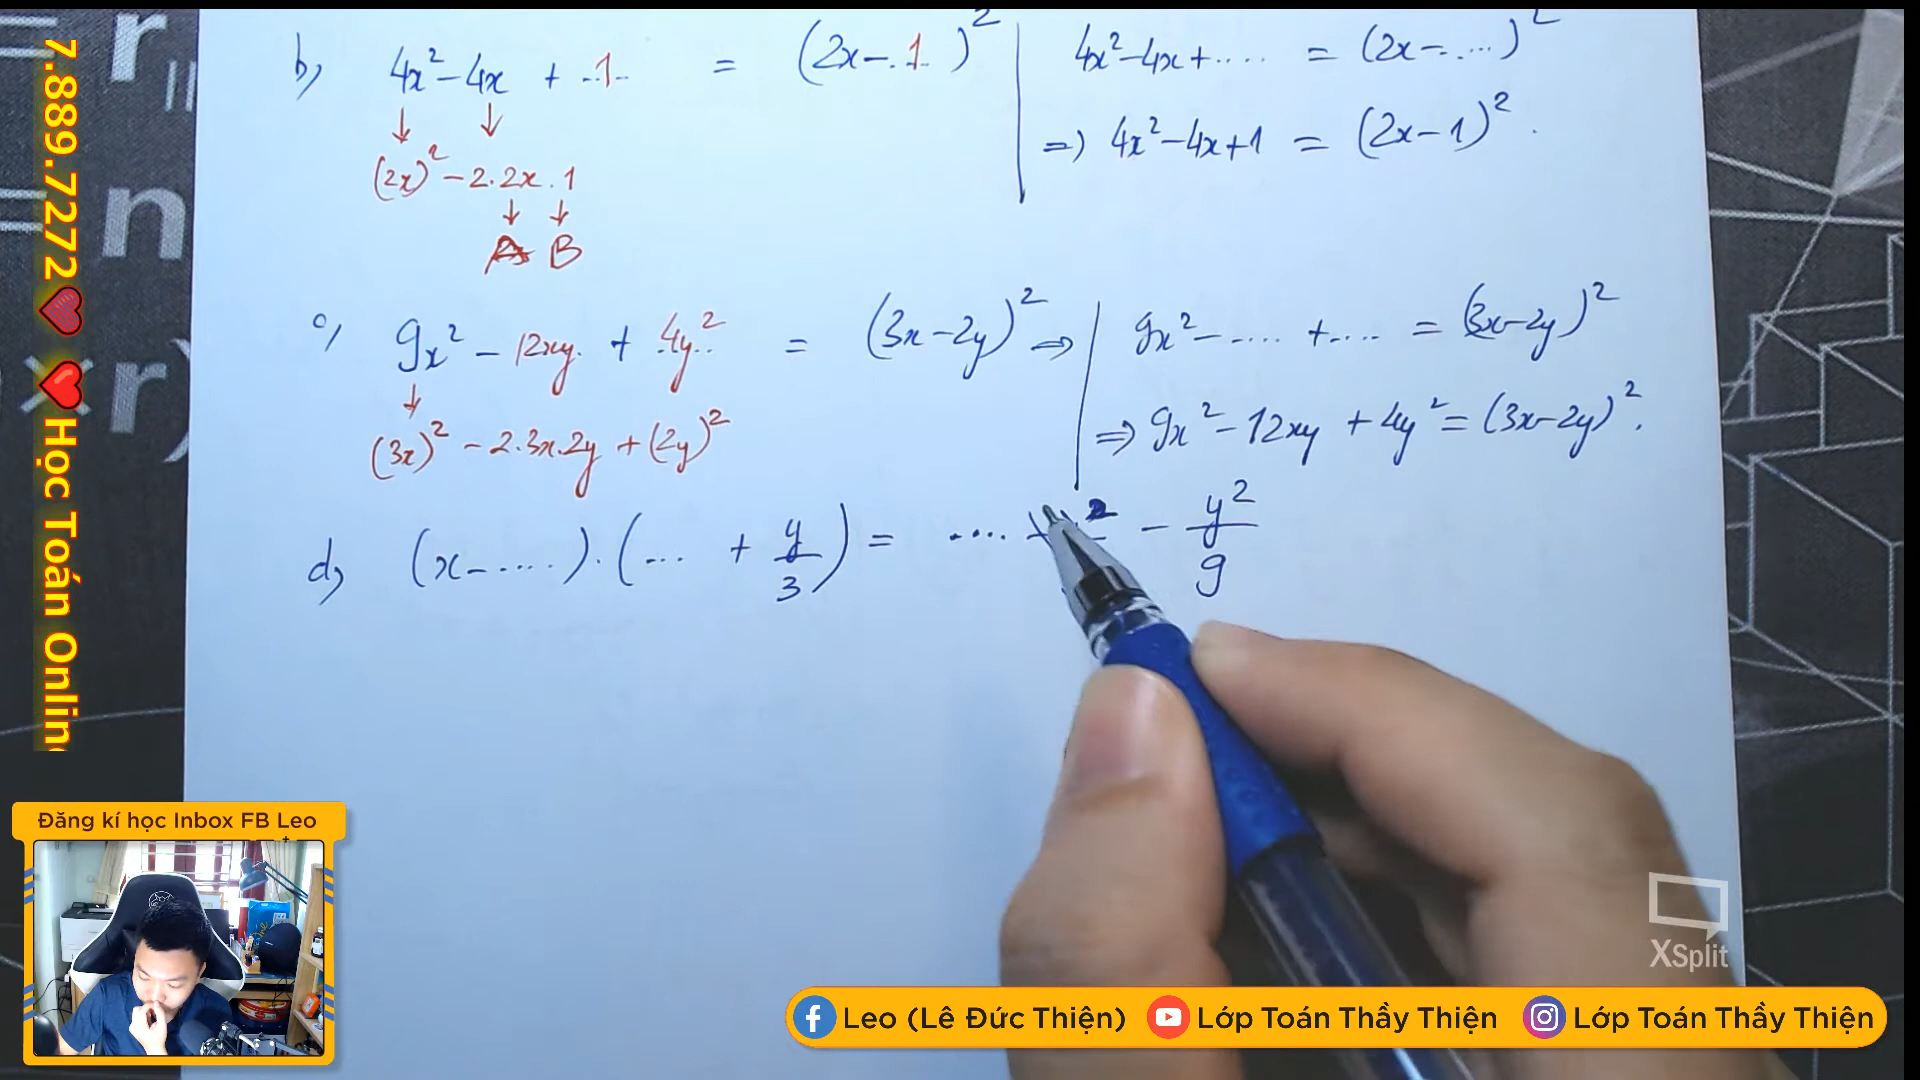 b, 4x² - 4x + ..1.. = (2x - .1..)²
↓ ↓
(2x)² - 2.2x.1
↓ ↓
A B
4x² - 4x + ..... = (2x - ....)²
=> 4x² - 4x + 1 = (2x - 1)².
c, 9x² - 12xy. + .4y².. = (3x - 2y)² =>
↓
(3x)² - 2.3x.2y + (2y)²
9x² - ..... + .... = (3x - 2y)²
=> 9x² - 12xy + 4y² = (3x - 2y)².
d, (x - .....).(... + y/3) = .... - y²/9
7.889.7272❤️ ❤️Học Toán Onlin
= r
= n
r)
Đăng kí học Inbox FB Leo
XSplit
Leo (Lê Đức Thiện) Lớp Toán Thầy Thiện Lớp Toán Thầy Thiện